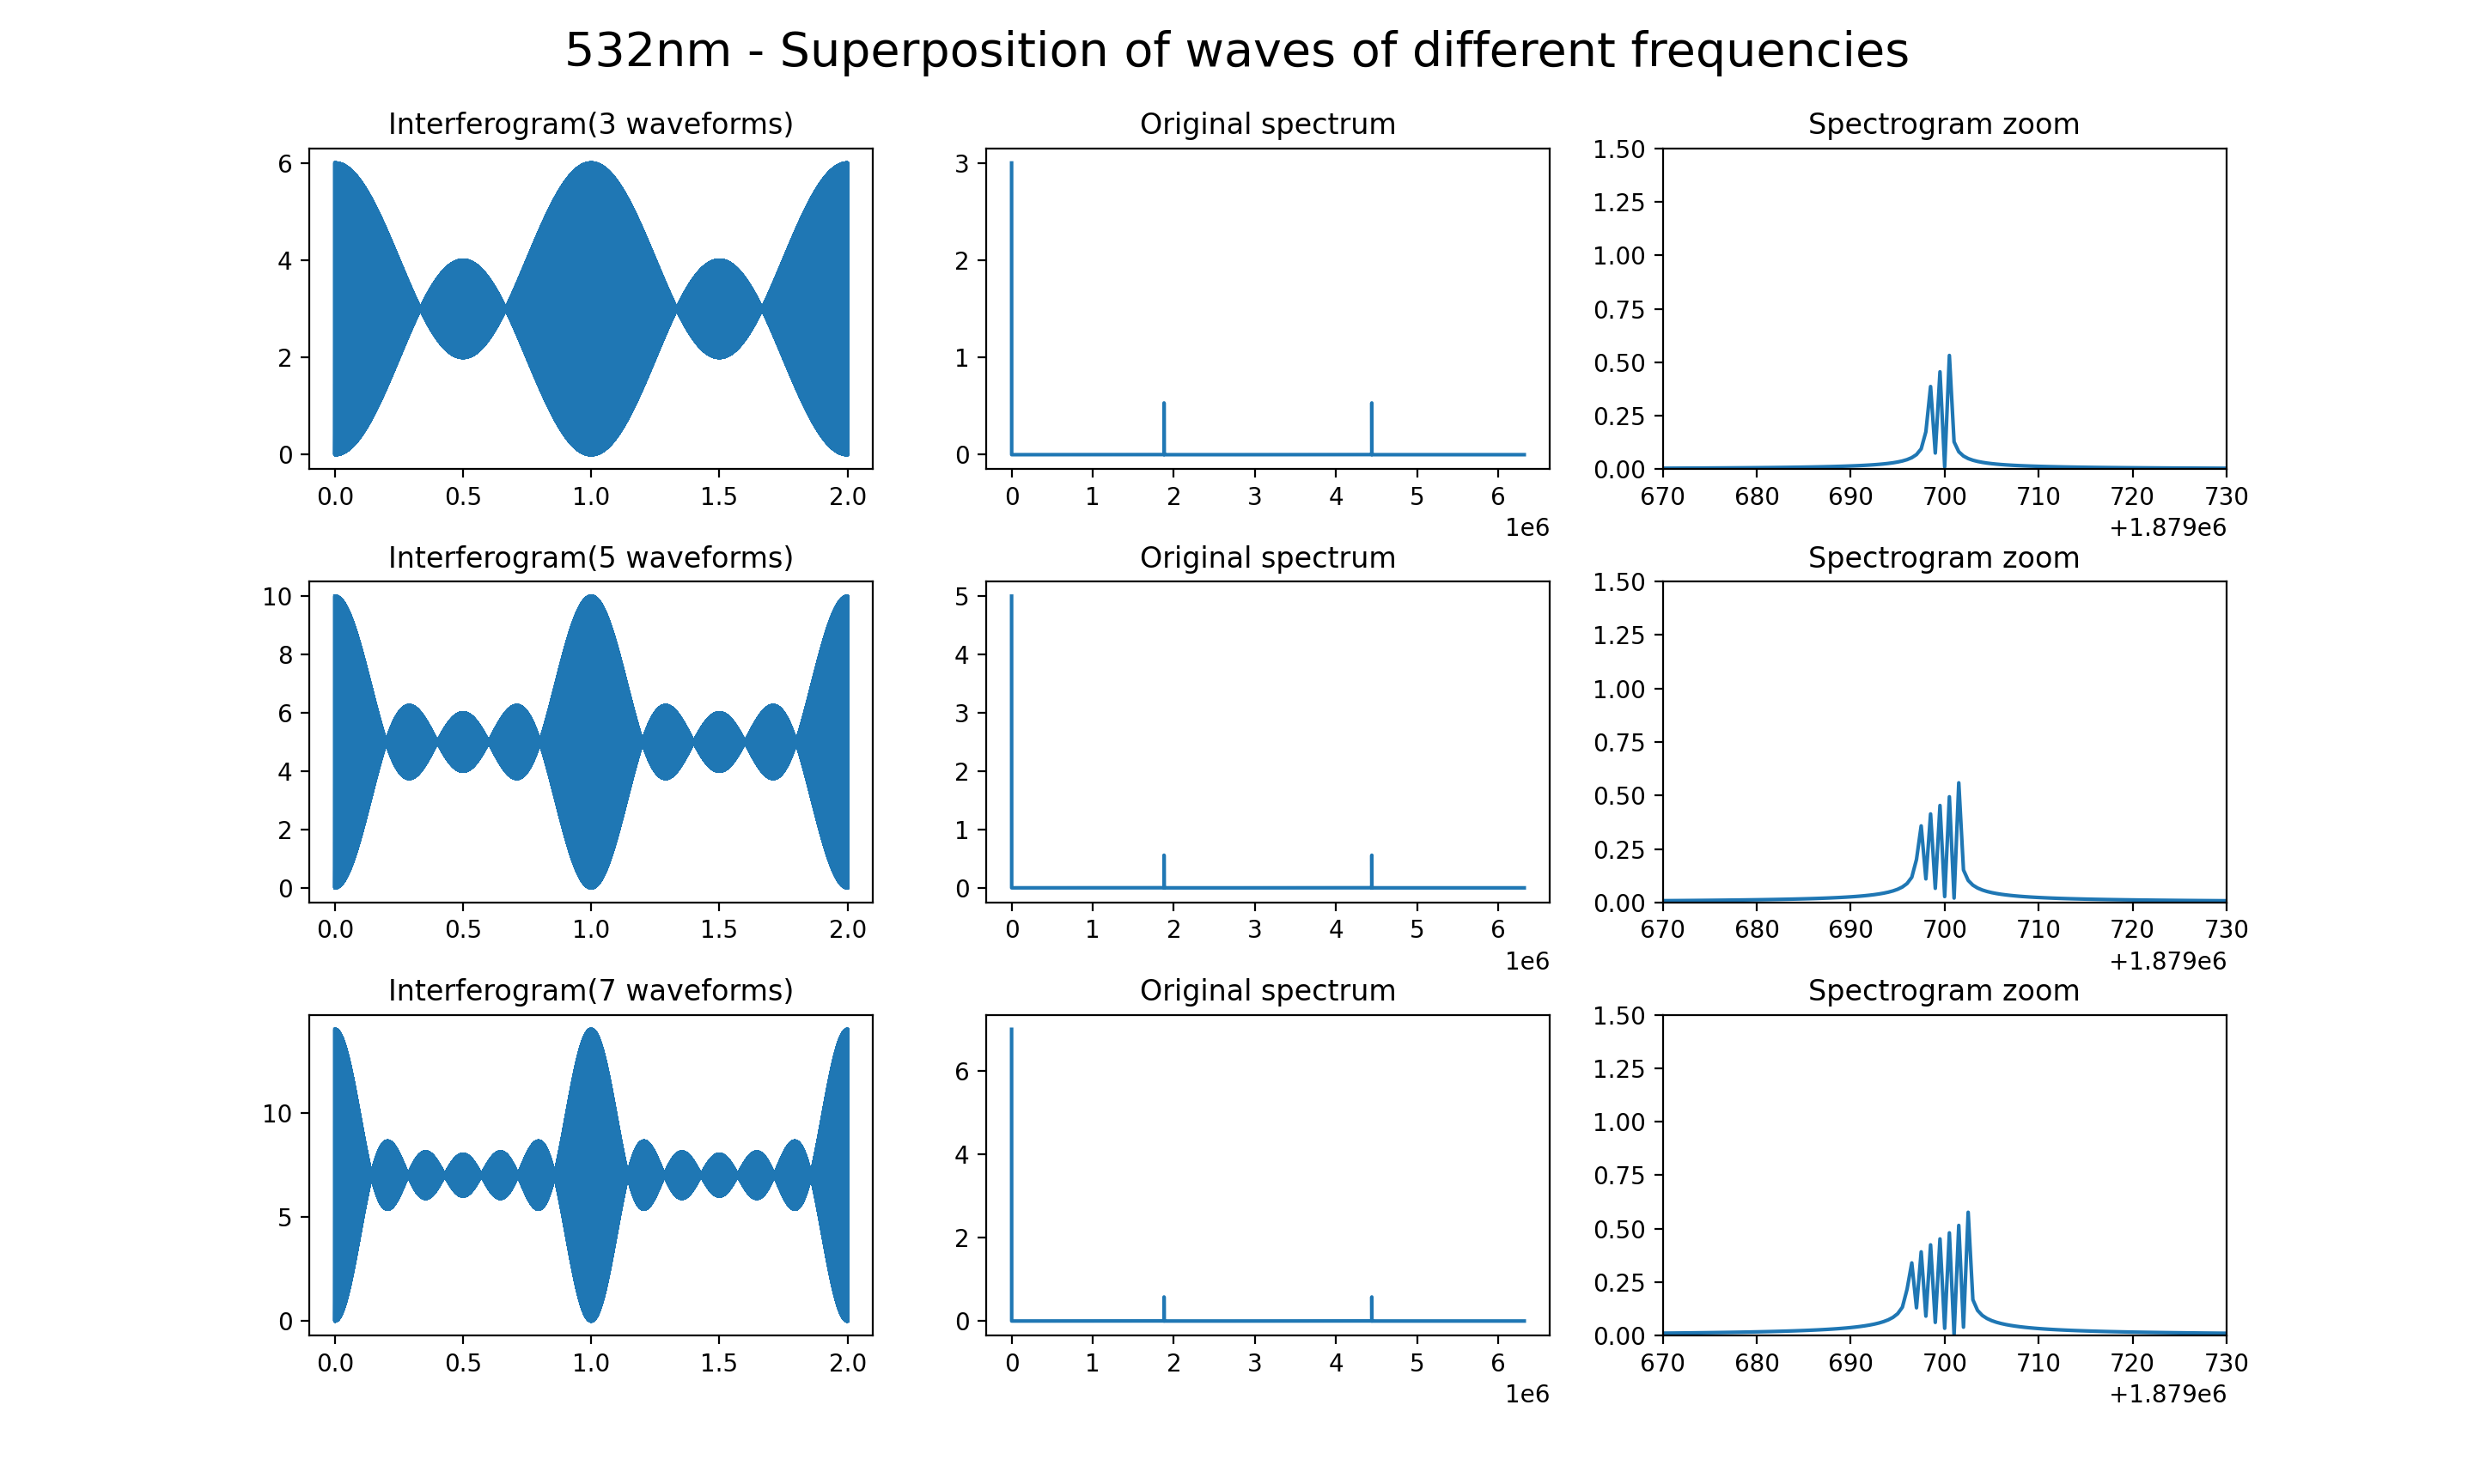 532nm - Superposition of waves of different frequencies
Interferogram(3 waveforms) Original spectrum Spectrogram zoom
6
4
2
0
0.0 0.5 1.0 1.5 2.0
3
2
1
0
0 1 2 3 4 5 6
1e6
1.50
1.25
1.00
0.75
0.50
0.25
0.00
670 680 690 700 710 720 730
+1.879e6
Interferogram(5 waveforms) Original spectrum Spectrogram zoom
10
8
6
4
2
0
0.0 0.5 1.0 1.5 2.0
5
4
3
2
1
0
0 1 2 3 4 5 6
1e6
1.50
1.25
1.00
0.75
0.50
0.25
0.00
670 680 690 700 710 720 730
+1.879e6
Interferogram(7 waveforms) Original spectrum Spectrogram zoom
10
5
0
0.0 0.5 1.0 1.5 2.0
6
4
2
0
0 1 2 3 4 5 6
1e6
1.50
1.25
1.00
0.75
0.50
0.25
0.00
670 680 690 700 710 720 730
+1.879e6